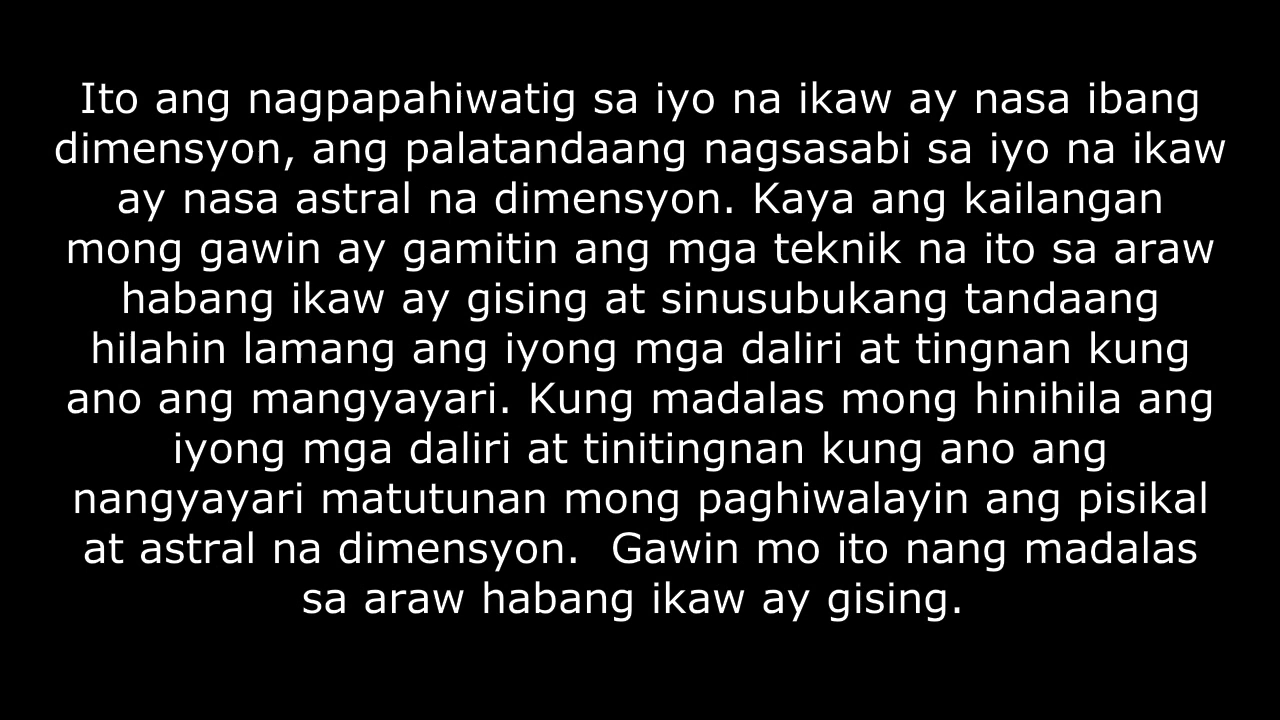 Ito ang nagpapahiwatig sa iyo na ikaw ay nasa ibang
dimensyon, ang palatandaang nagsasabi sa iyo na ikaw
ay nasa astral na dimensyon. Kaya ang kailangan
mong gawin ay gamitin ang mga teknik na ito sa araw
habang ikaw ay gising at sinusubukang tandaang
hilahin lamang ang iyong mga daliri at tingnan kung
ano ang mangyayari. Kung madalas mong hinihila ang
iyong mga daliri at tinitingnan kung ano ang
nangyayari matutunan mong paghiwalayin ang pisikal
at astral na dimensyon.  Gawin mo ito nang madalas
sa araw habang ikaw ay gising.